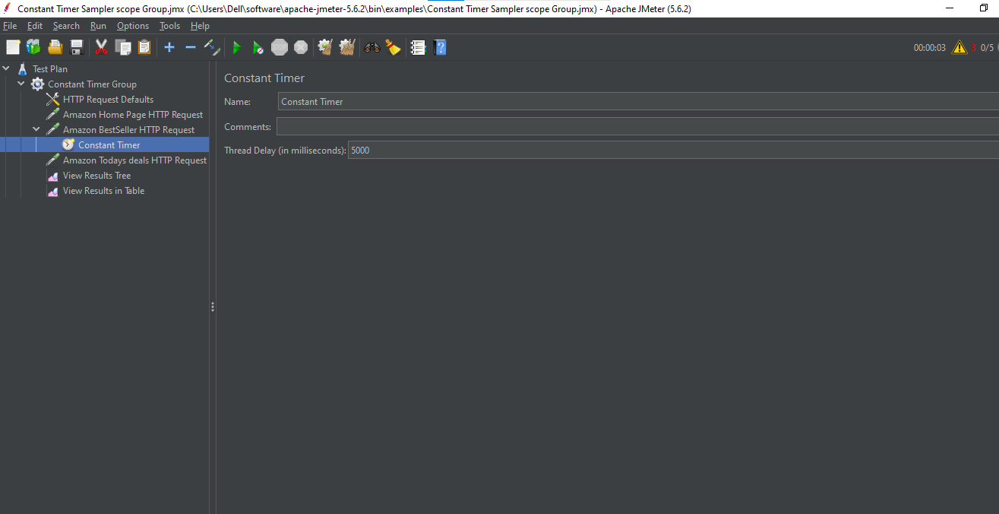 Constant Timer Sampler scope Group.jmx (C:\Users\Dell\software\apache-jmeter-5.6.2\bin\examples\Constant Timer Sampler scope Group.jmx) - Apache JMeter (5.6.2)
File Edit Search Run Options Tools Help
STOP 00:00:03 3 0/5
Test Plan
Constant Timer Group
HTTP Request Defaults
Amazon Home Page HTTP Request
Amazon BestSeller HTTP Request
Constant Timer
Amazon Todays deals HTTP Request
View Results Tree
View Results in Table
Constant Timer
Name: Constant Timer
Comments:
Thread Delay (in milliseconds): 5000